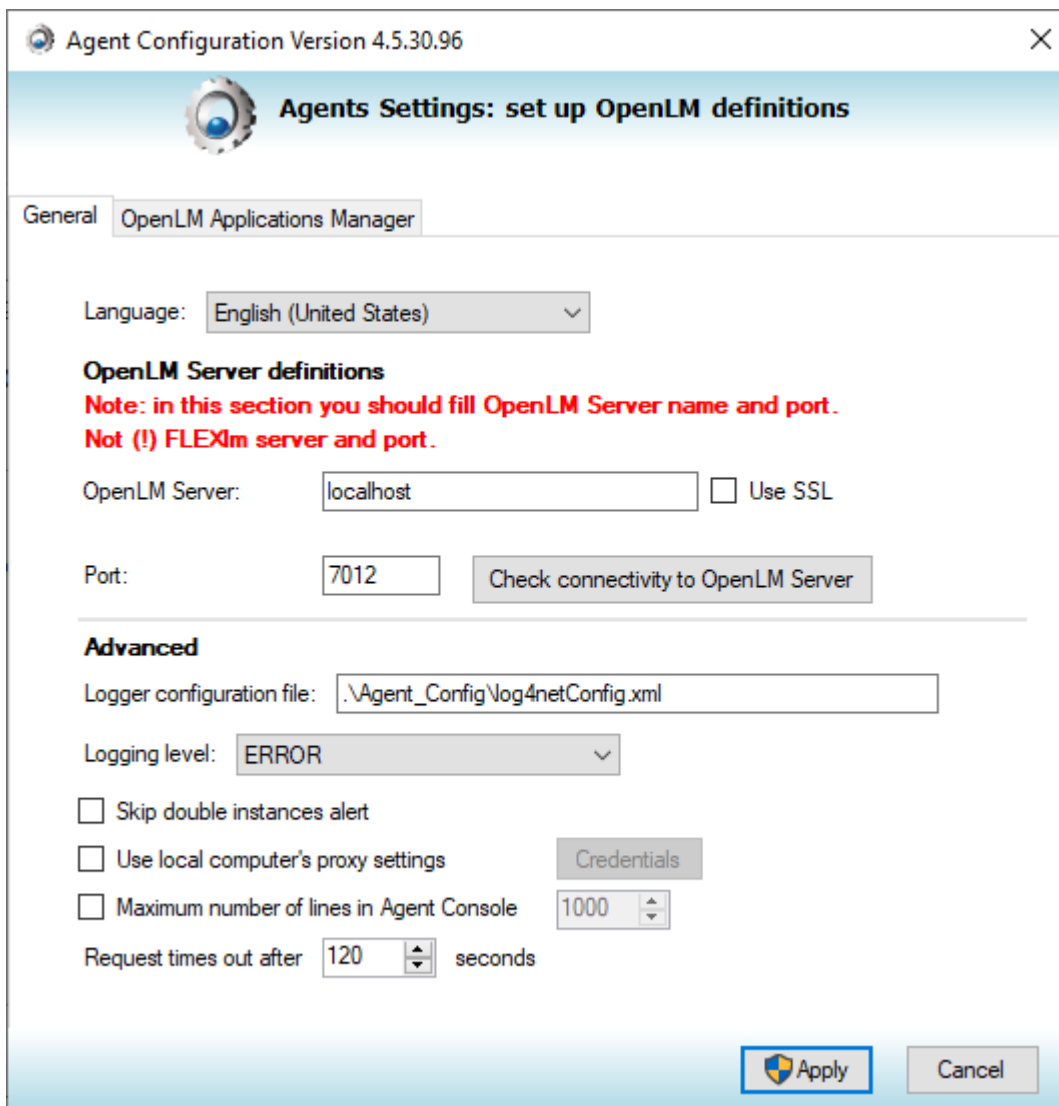 Agent Configuration Version 4.5.30.96
Agents Settings: set up OpenLM definitions
General OpenLM Applications Manager
Language: English (United States)
OpenLM Server definitions
Note: in this section you should fill OpenLM Server name and port.
Not (!) FLEXlm server and port.
OpenLM Server: localhost Use SSL
Port: 7012 Check connectivity to OpenLM Server
Advanced
Logger configuration file: .\Agent_Config\log4netConfig.xml
Logging level: ERROR
Skip double instances alert
Use local computer's proxy settings Credentials
Maximum number of lines in Agent Console 1000
Request times out after 120 seconds
Apply Cancel